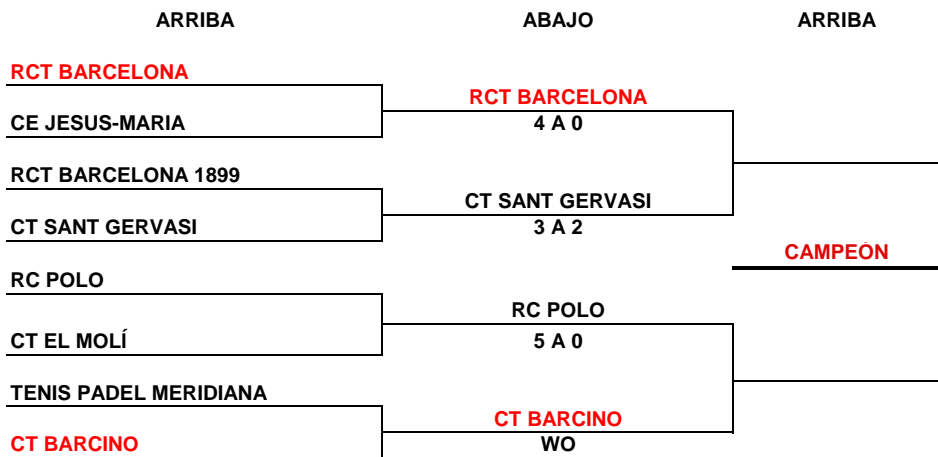 ARRIBA ABAJO ARRIBA
RCT BARCELONA
RCT BARCELONA
CE JESUS-MARIA 4 A 0
RCT BARCELONA 1899
CT SANT GERVASI
CT SANT GERVASI 3 A 2
CAMPEÓN
RC POLO
RC POLO
CT EL MOLÍ 5 A 0
TENIS PADEL MERIDIANA
CT BARCINO
CT BARCINO WO